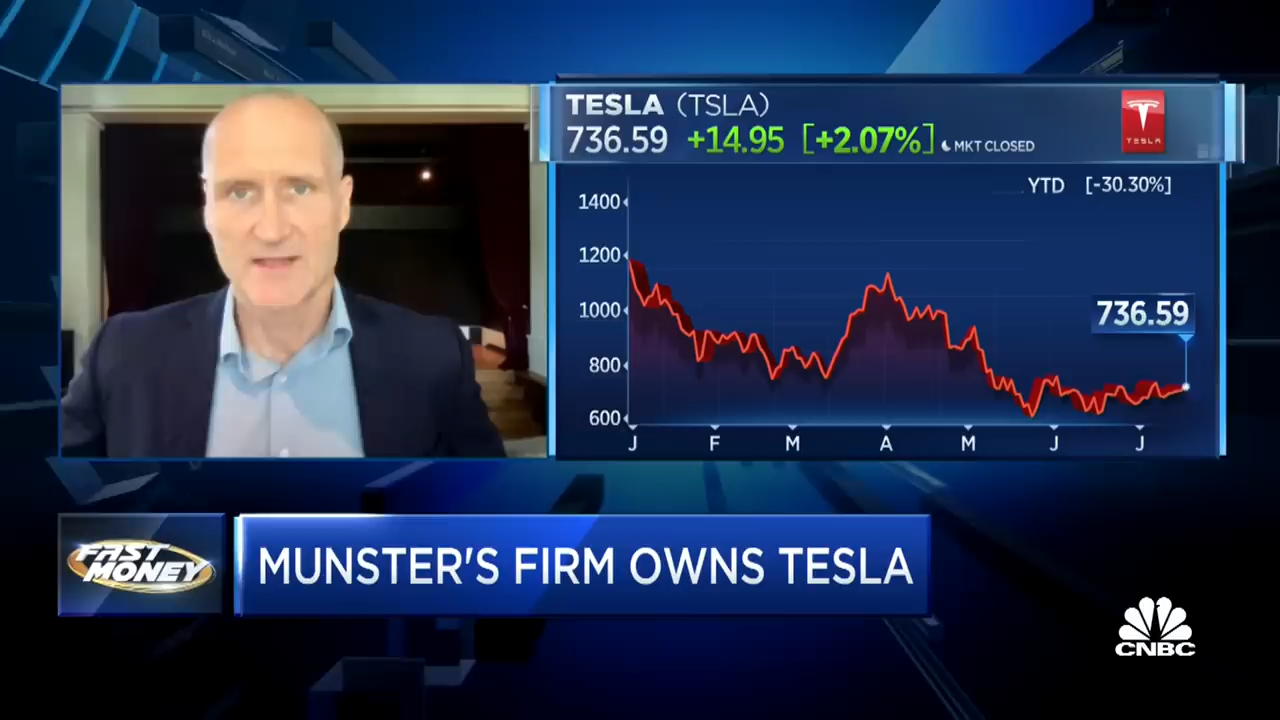 TESLA (TSLA)
736.59 +14.95 [+2.07%] MKT CLOSED
TESLA
YTD [-30.30%]
1400
1200
1000
800
600
736.59
J F M A M J J
FAST
MONEY
MUNSTER'S FIRM OWNS TESLA
CNBC